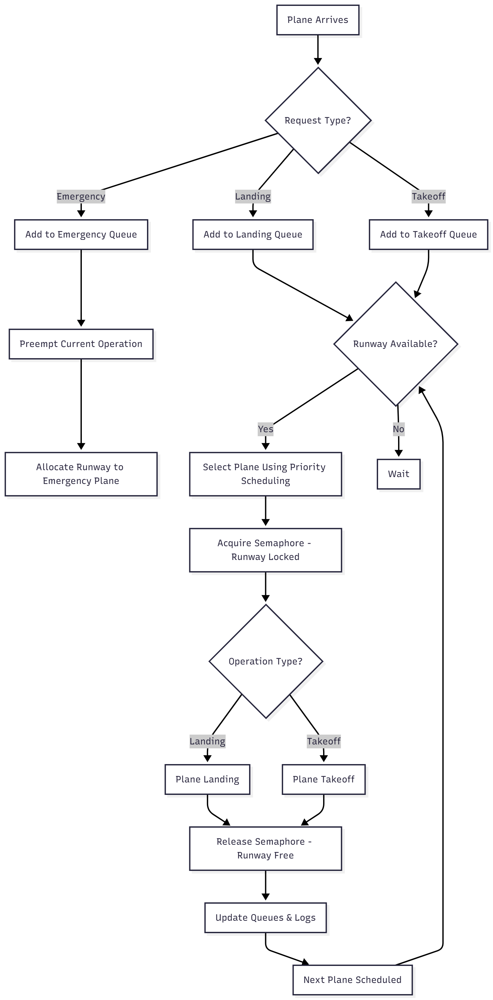 Plane Arrives
Request Type?
Emergency
Landing
Takeoff
Add to Emergency Queue
Add to Landing Queue
Add to Takeoff Queue
Preempt Current Operation
Runway Available?
Yes
No
Allocate Runway to
Emergency Plane
Select Plane Using Priority
Scheduling
Wait
Acquire Semaphore -
Runway Locked
Operation Type?
Landing
Takeoff
Plane Landing
Plane Takeoff
Release Semaphore -
Runway Free
Update Queues & Logs
Next Plane Scheduled